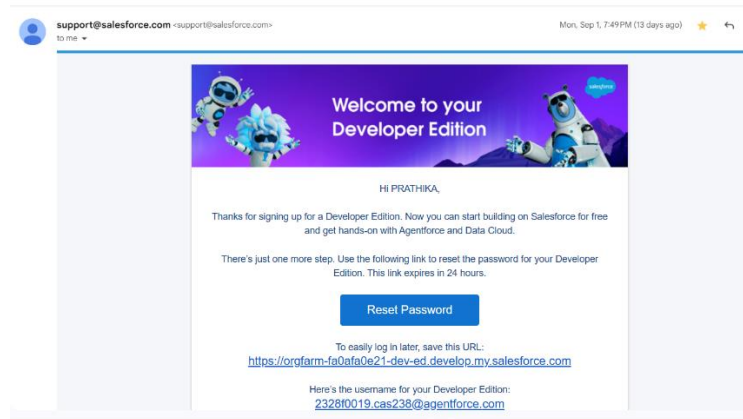 support@salesforce.com <support@salesforce.com>
Mon, Sep 1, 7:49 PM (13 days ago)
to me
salesforce
Welcome to your
Developer Edition
Hi PRATHIKA,
Thanks for signing up for a Developer Edition. Now you can start building on Salesforce for free
and get hands-on with Agentforce and Data Cloud.
There's just one more step. Use the following link to reset the password for your Developer
Edition. This link expires in 24 hours.
Reset Password
To easily log in later, save this URL:
https://orgfarm-fa0afa0e21-dev-ed.develop.my.salesforce.com
Here's the username for your Developer Edition:
2328f0019.cas238@agentforce.com